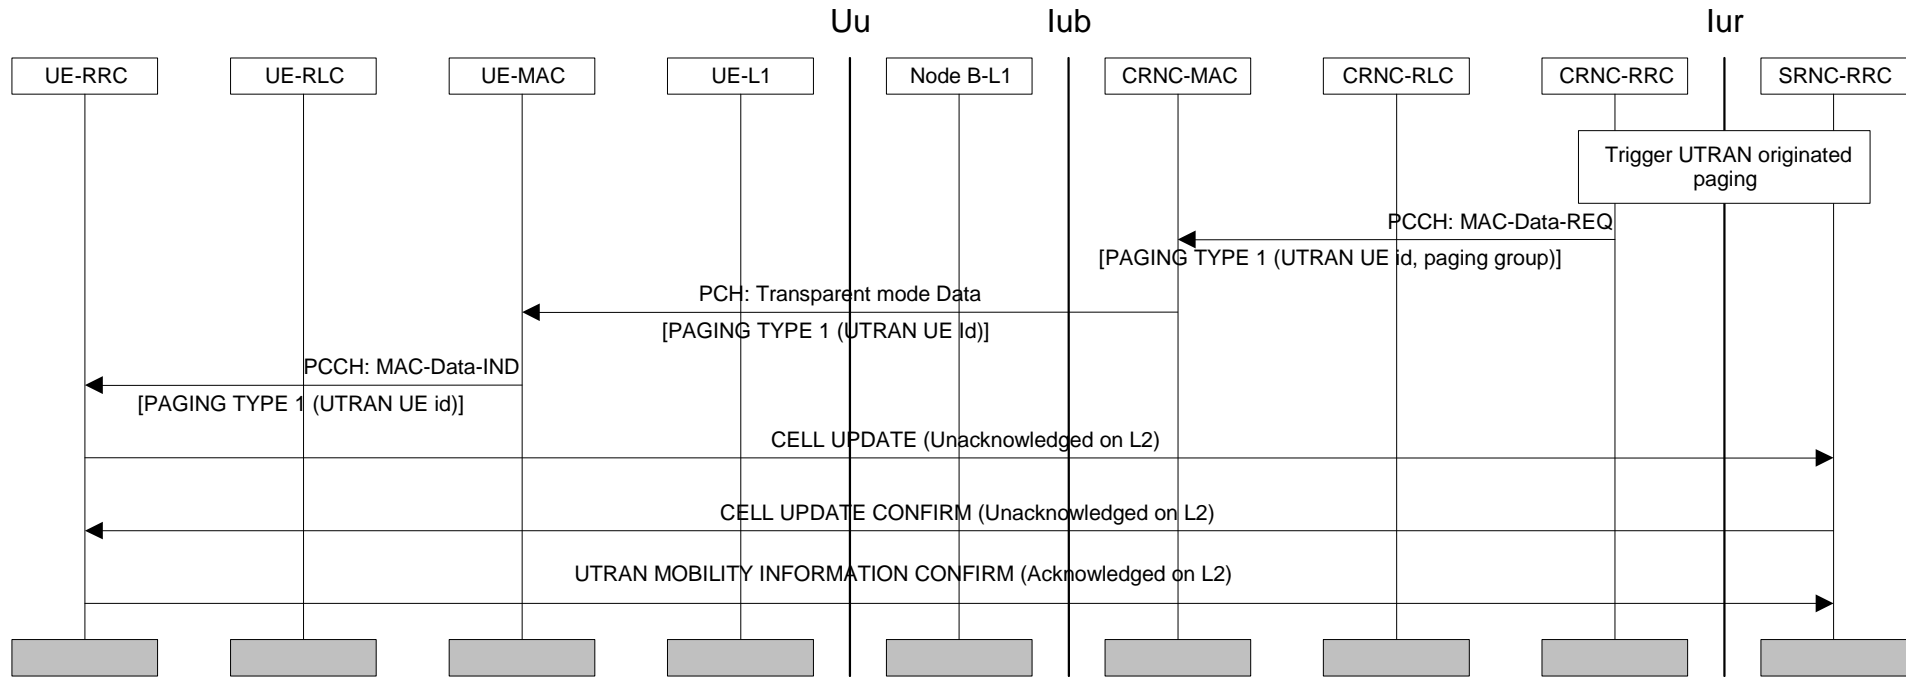 Uu
Iub
Iur
UE-RRC
UE-RLC
UE-MAC
UE-L1
Node B-L1
CRNC-MAC
CRNC-RLC
CRNC-RRC
SRNC-RRC
Trigger UTRAN originated
paging
PCCH: MAC-Data-REQ
[PAGING TYPE 1 (UTRAN UE id, paging group)]
PCH: Transparent mode Data
[PAGING TYPE 1 (UTRAN UE Id)]
PCCH: MAC-Data-IND
[PAGING TYPE 1 (UTRAN UE id)]
CELL UPDATE (Unacknowledged on L2)
CELL UPDATE CONFIRM (Unacknowledged on L2)
UTRAN MOBILITY INFORMATION CONFIRM (Acknowledged on L2)